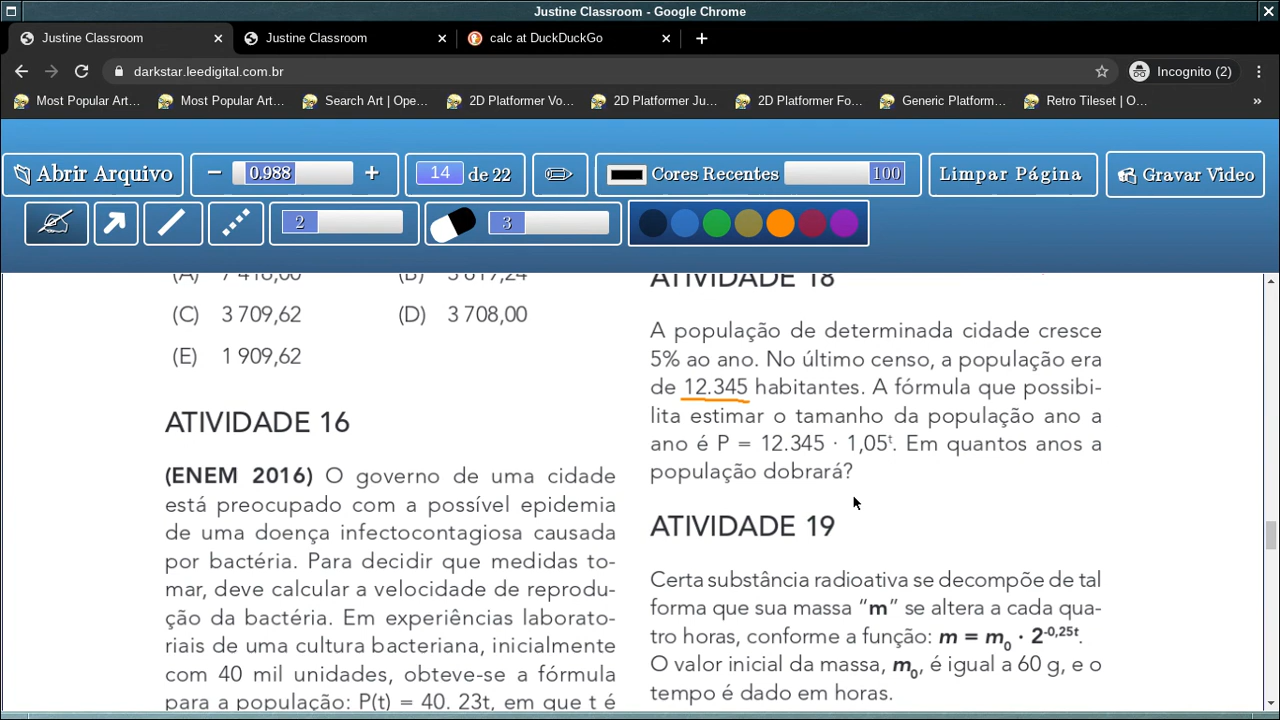 Justine Classroom - Google Chrome
Justine Classroom
Justine Classroom
calc at DuckDuckGo
darkstar.leedigital.com.br
Incognito (2)
Most Popular Art...
Most Popular Art...
Search Art | Ope...
2D Platformer Vo...
2D Platformer Ju...
2D Platformer Fo...
Generic Platform...
Retro Tileset | O...
»
Abrir Arquivo
− 0.988 +
14 de 22
Cores Recentes 100
Limpar Página
Gravar Video
2
3
(A) 7 416,00 (B) 3 819,24
(C) 3 709,62 (D) 3 708,00
(E) 1 909,62
ATIVIDADE 16
(ENEM 2016) O governo de uma cidade
está preocupado com a possível epidemia
de uma doença infectocontagiosa causada
por bactéria. Para decidir que medidas to-
mar, deve calcular a velocidade de reprodu-
ção da bactéria. Em experiências laborato-
riais de uma cultura bacteriana, inicialmente
com 40 mil unidades, obteve-se a fórmula
para a população: P(t) = 40. 23t, em que t é
ATIVIDADE 18
A população de determinada cidade cresce
5% ao ano. No último censo, a população era
de 12.345 habitantes. A fórmula que possibi-
lita estimar o tamanho da população ano a
ano é P = 12.345 · 1,05ᵗ. Em quantos anos a
população dobrará?
ATIVIDADE 19
Certa substância radioativa se decompõe de tal
forma que sua massa “m” se altera a cada qua-
tro horas, conforme a função: m = m₀ · 2⁻⁰,²⁵ᵗ.
O valor inicial da massa, m₀, é igual a 60 g, e o
tempo é dado em horas.